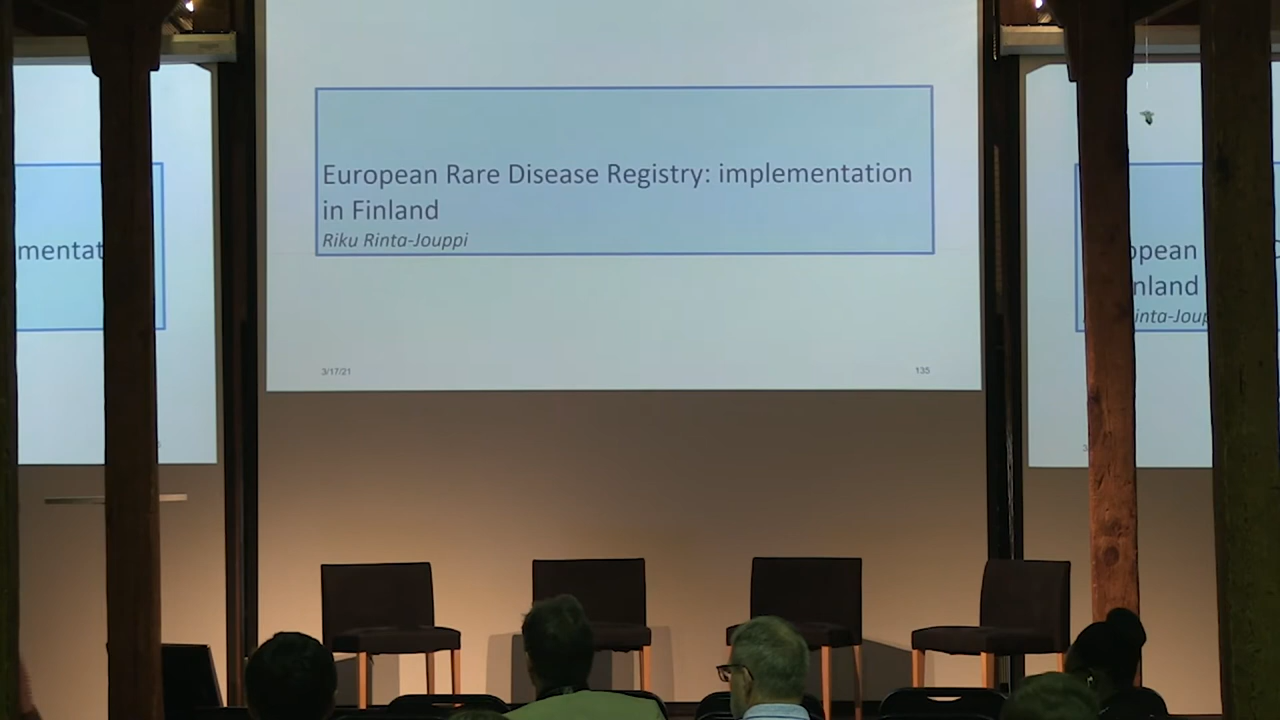 European Rare Disease Registry: implementation
in Finland
Riku Rinta-Jouppi
3/17/21
135
mentat
opean
nland
inta-Joup